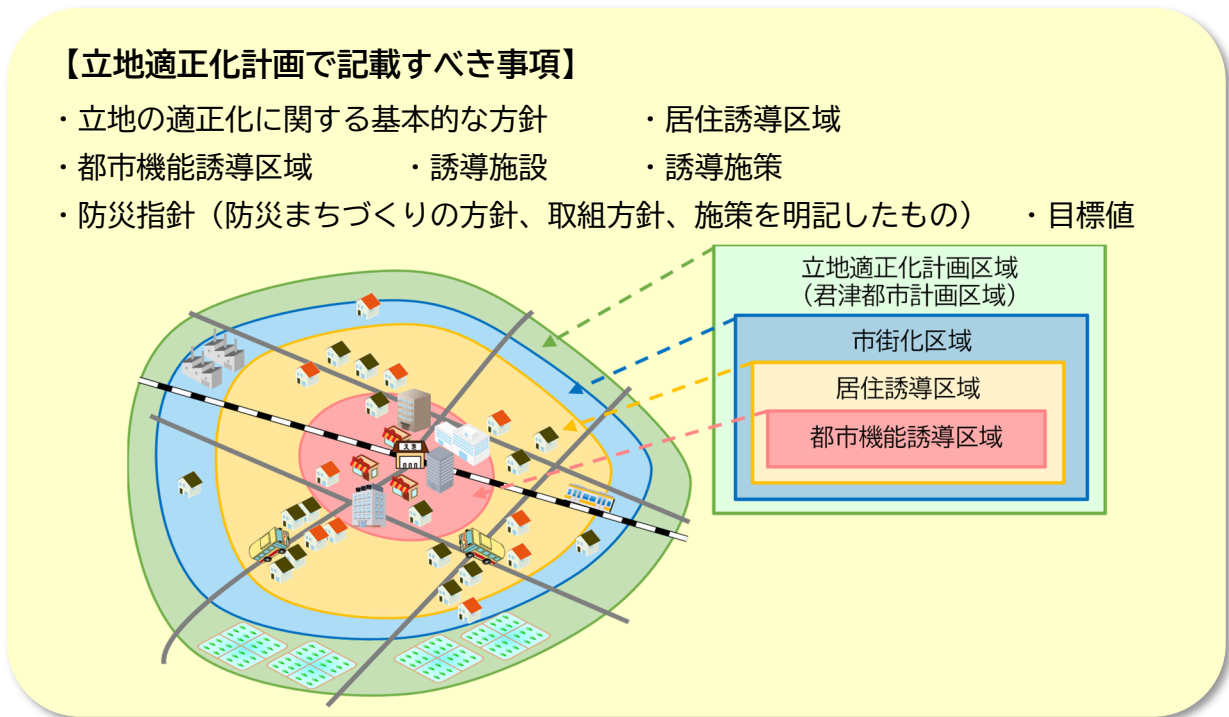 【立地適正化計画で記載すべき事項】
・立地の適正化に関する基本的な方針　・居住誘導区域
・都市機能誘導区域　・誘導施設　・誘導施策
・防災指針（防災まちづくりの方針、取組方針、施策を明記したもの）　・目標値
立地適正化計画区域
（君津都市計画区域）
市街化区域
居住誘導区域
都市機能誘導区域
えき